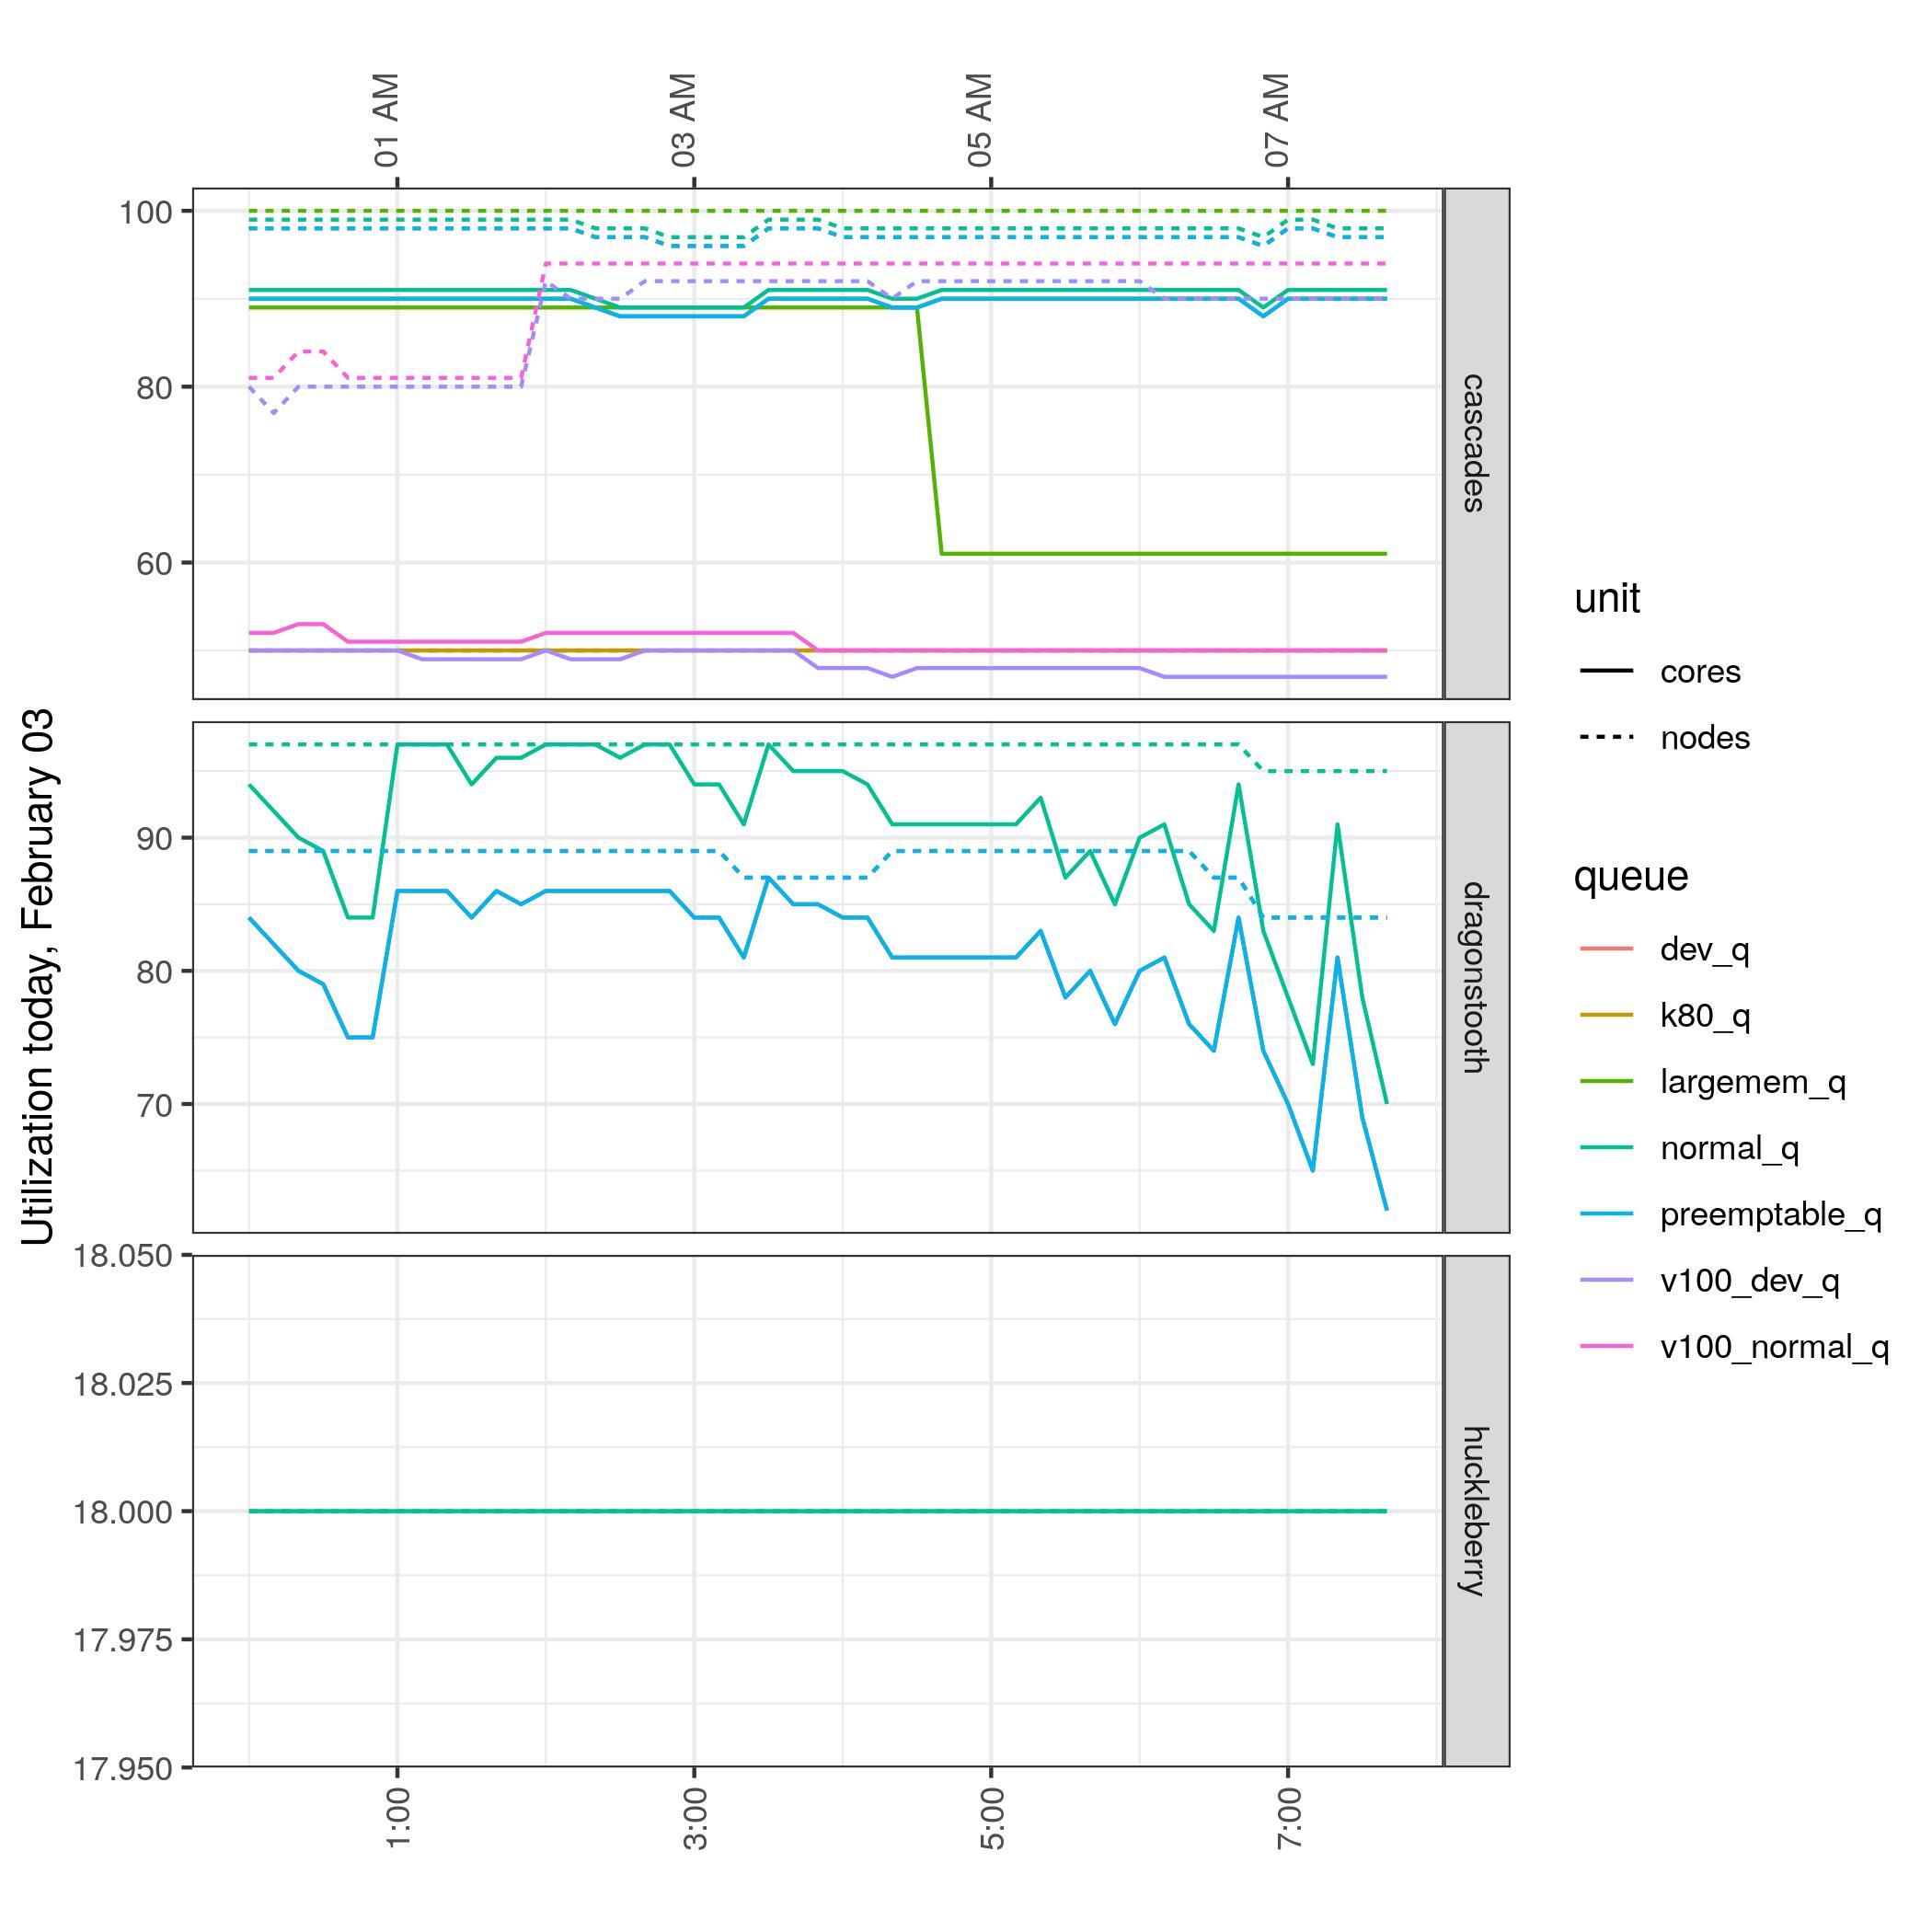 01 AM
03 AM
05 AM
07 AM
100
80
60
cascades
Utilization today, February 03
90
80
70
dragonstooth
18.050
18.025
18.000
17.975
17.950
huckleberry
1:00
3:00
5:00
7:00
unit
cores
nodes
queue
dev_q
k80_q
largemem_q
normal_q
preemptable_q
v100_dev_q
v100_normal_q